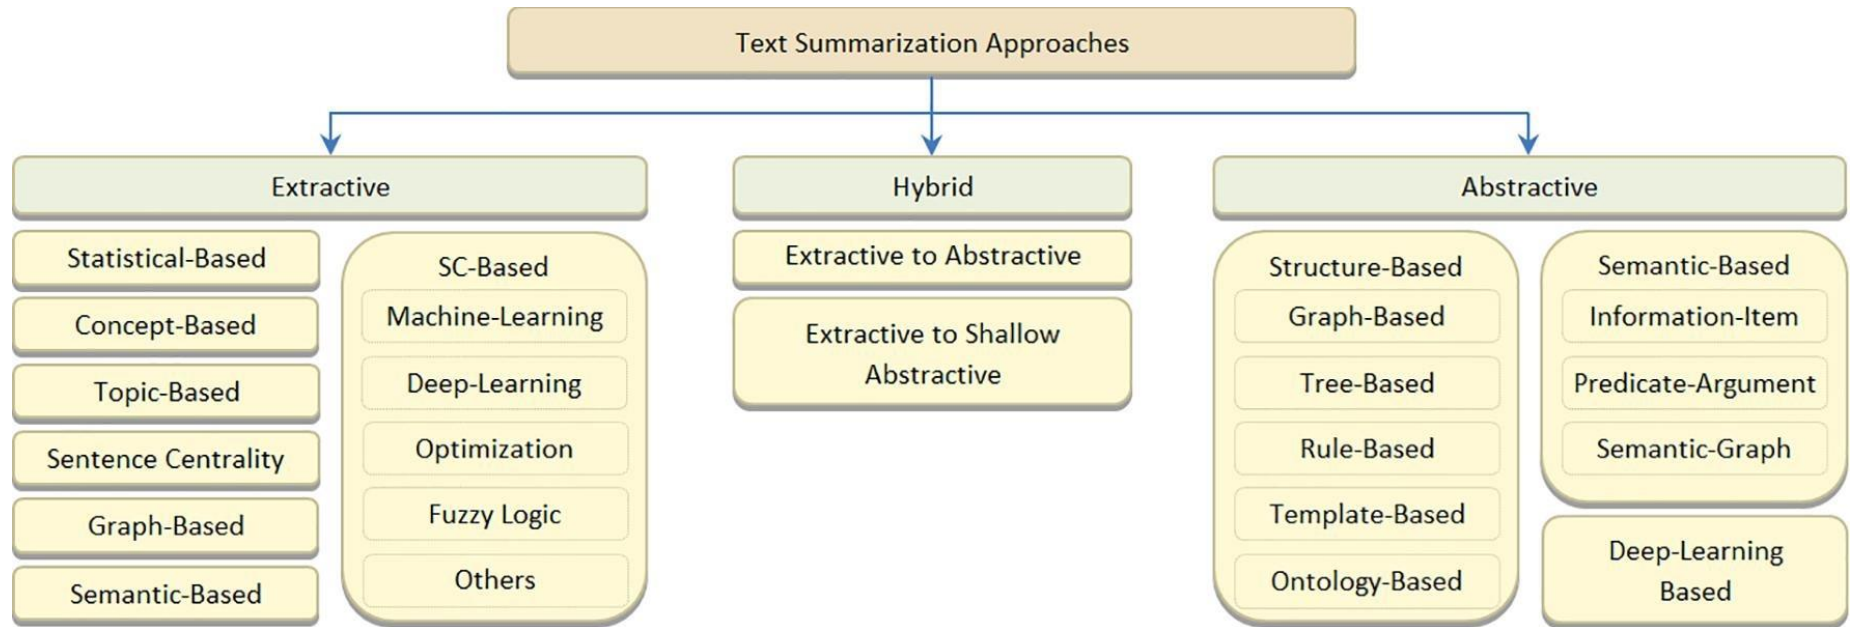 Text Summarization Approaches
Extractive
Statistical-Based
Concept-Based
Topic-Based
Sentence Centrality
Graph-Based
Semantic-Based
SC-Based
Machine-Learning
Deep-Learning
Optimization
Fuzzy Logic
Others
Hybrid
Extractive to Abstractive
Extractive to Shallow
Abstractive
Abstractive
Structure-Based
Graph-Based
Tree-Based
Rule-Based
Template-Based
Ontology-Based
Semantic-Based
Information-Item
Predicate-Argument
Semantic-Graph
Deep-Learning
Based